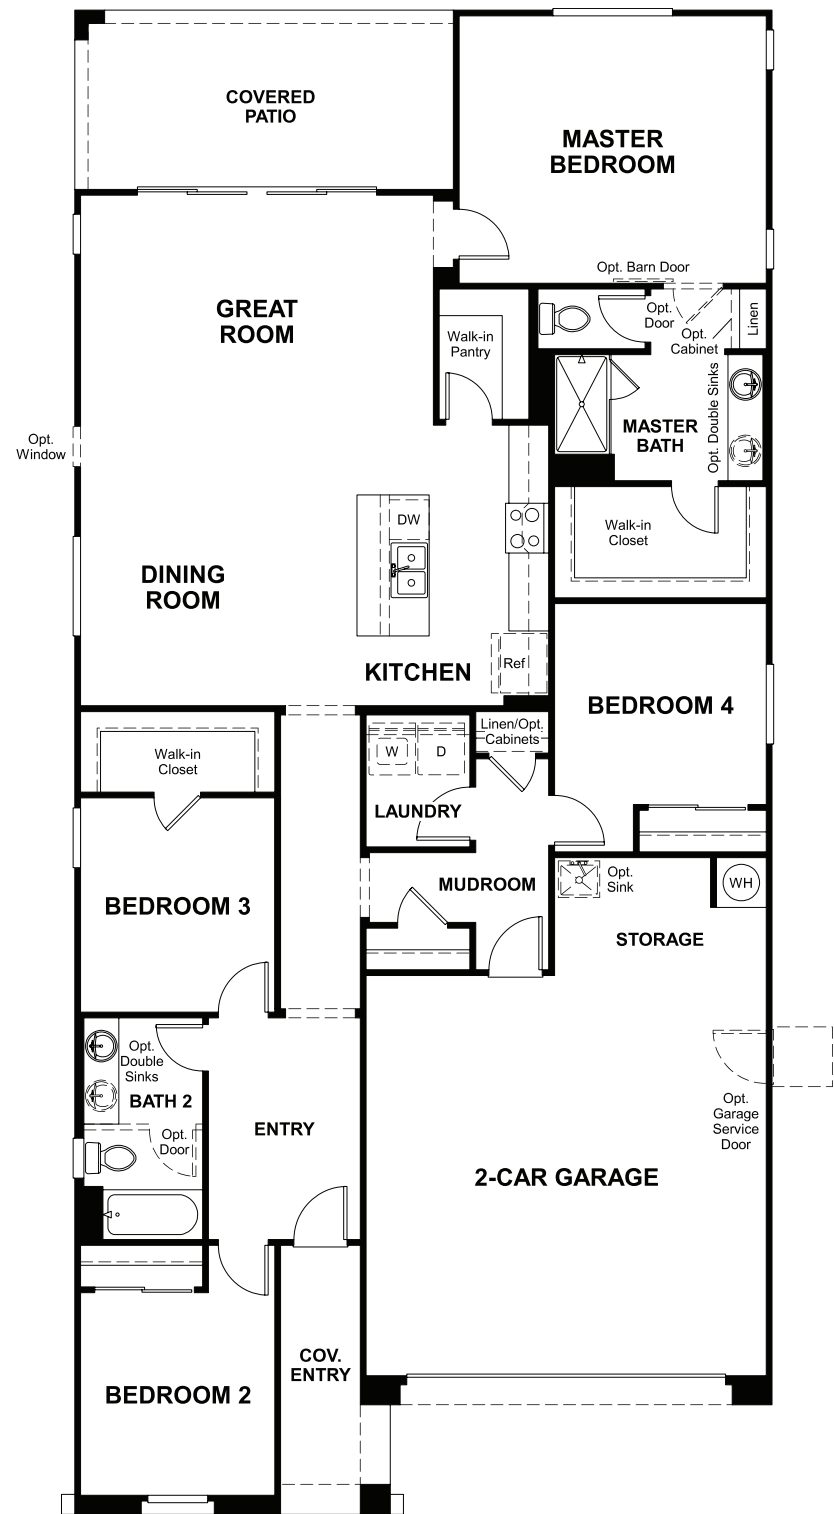 COVERED
PATIO
MASTER
BEDROOM
Opt. Barn Door
GREAT
ROOM
Walk-in
Pantry
Opt.
Door
Linen
Opt.
Cabinet
Opt. Double Sinks
MASTER
BATH
Opt.
Window
DW
Walk-in
Closet
DINING
ROOM
KITCHEN
Ref
BEDROOM 4
Linen/Opt.
Cabinets
Walk-in
Closet
W
D
LAUNDRY
MUDROOM
Opt.
Sink
WH
BEDROOM 3
STORAGE
Opt.
Double
Sinks
BATH 2
Opt.
Door
ENTRY
Opt.
Garage
Service
Door
2-CAR GARAGE
COV.
ENTRY
BEDROOM 2